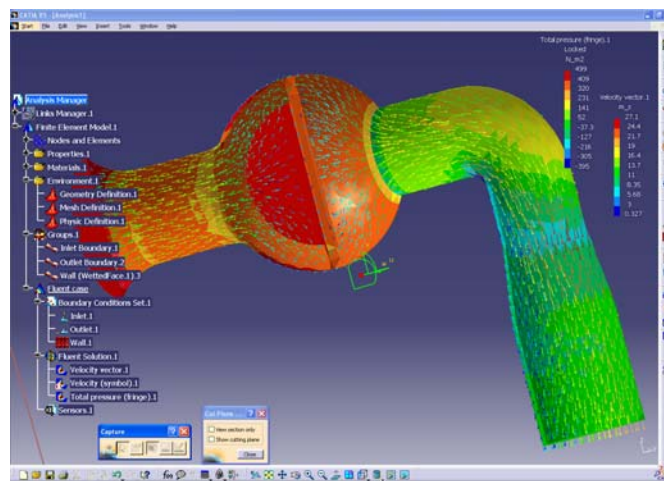 CATIA V5 - [Analysis1]
Start File Edit View Insert Tools Window Help
Analysis Manager
Links Manager.1
Finite Element Model.1
Nodes and Elements
Properties.1
Materials.1
Environment.1
Geometry Definition.1
Mesh Definition.1
Physic Definition.1
Groups.1
Inlet Boundary.1
Outlet Boundary.2
Wall (WettedFace.1).3
Fluent case
Boundary Conditions Set.1
Inlet.1
Outlet.1
Wall.1
Fluent Solution.1
Velocity vector.1
Velocity (symbol).1
Total pressure (fringe).1
Sensors.1
Total pressure (fringe).1
Locked
N_m2
499
409
320
231
141
52
-37.3
-127
-216
-305
-395
Velocity vector.1
m_s
27.1
24.4
21.7
19
16.4
13.7
11
8.35
5.68
3
0.327
Capture
Cut Plane ...
View section only
Show cutting plane
Close